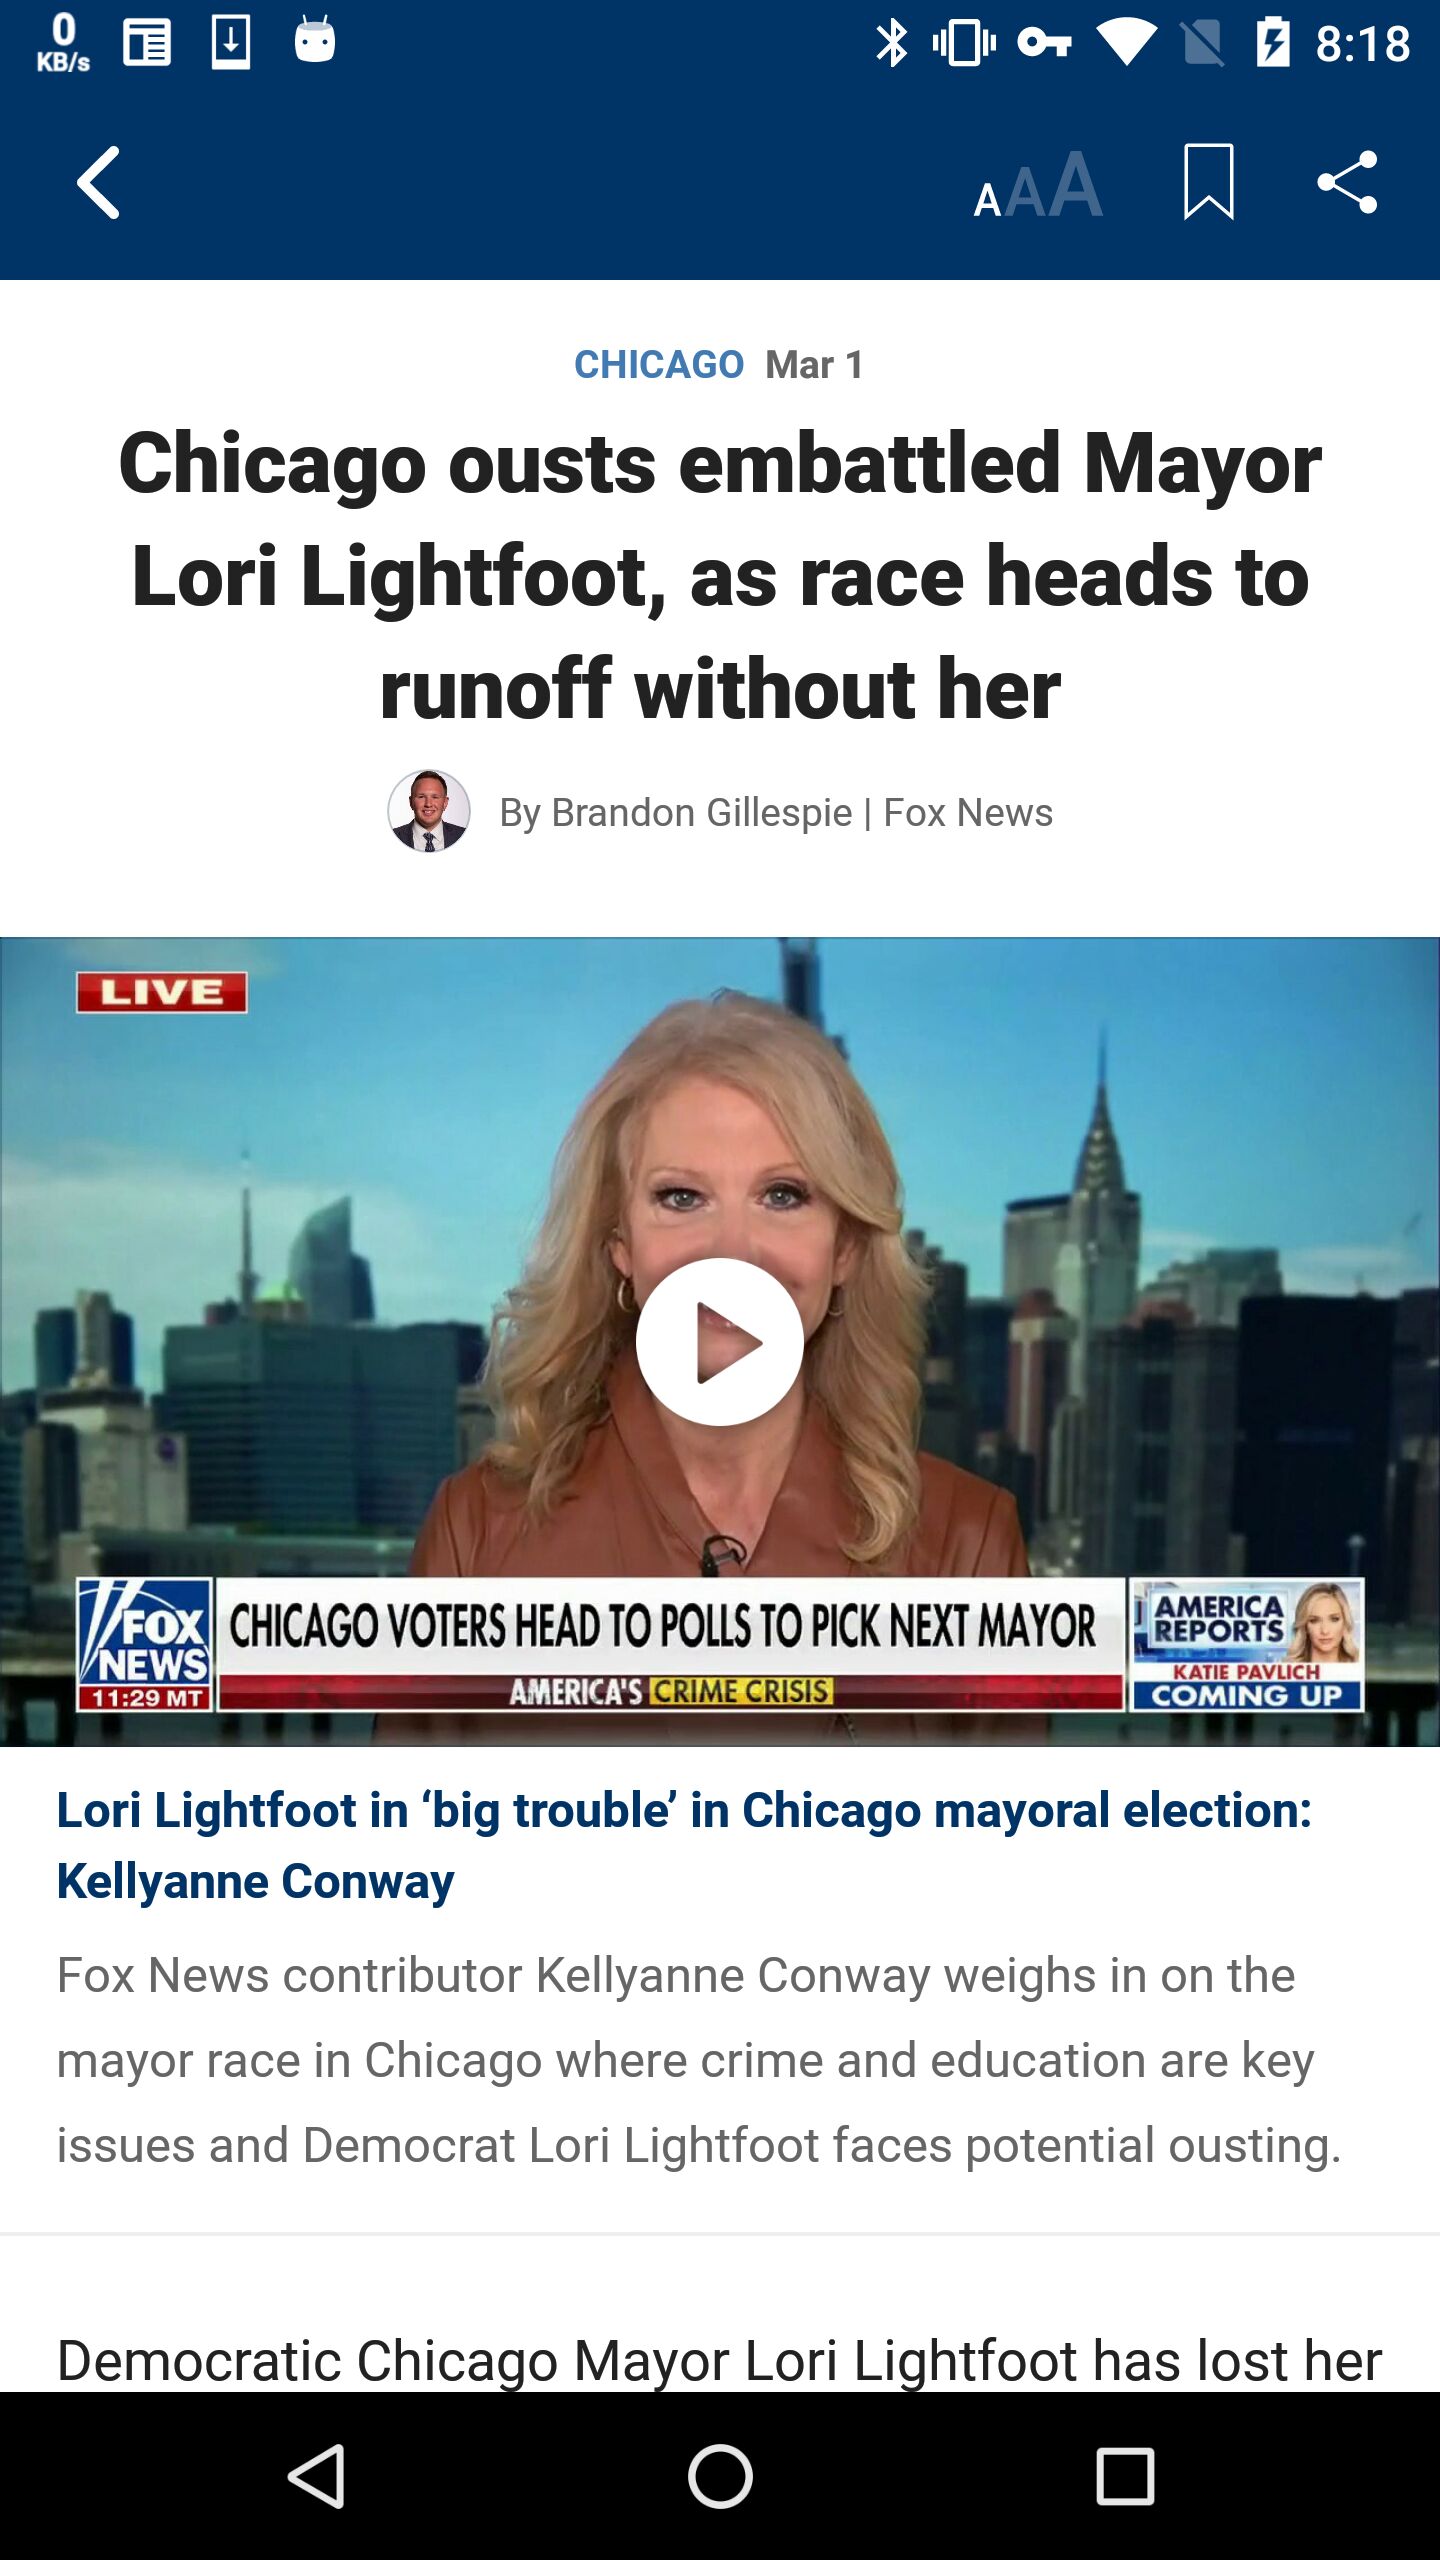 0
KB/s
8:18
AAA
CHICAGO Mar 1
Chicago ousts embattled Mayor
Lori Lightfoot, as race heads to
runoff without her
By Brandon Gillespie | Fox News
LIVE
FOX
NEWS
11:29 MT
CHICAGO VOTERS HEAD TO POLLS TO PICK NEXT MAYOR
AMERICA'S CRIME CRISIS
AMERICA
REPORTS
KATIE PAVLICH
COMING UP
Lori Lightfoot in ‘big trouble’ in Chicago mayoral election:
Kellyanne Conway
Fox News contributor Kellyanne Conway weighs in on the
mayor race in Chicago where crime and education are key
issues and Democrat Lori Lightfoot faces potential ousting.
Democratic Chicago Mayor Lori Lightfoot has lost her